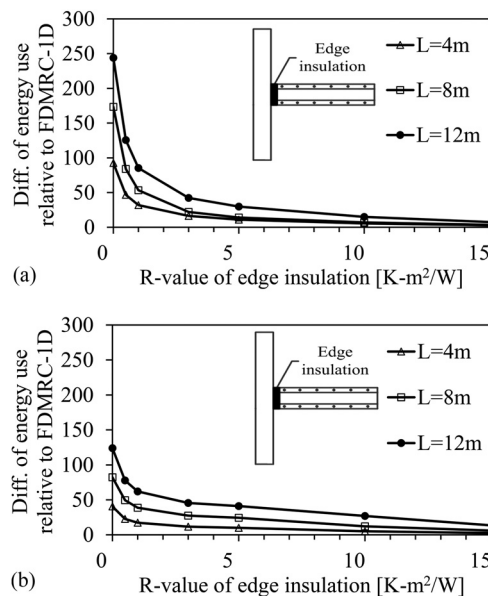 Diff. of energy use
relative to FDMRC-1D
300
250
200
150
100
50
0
Edge
insulation
L=4m
L=8m
L=12m
0
5
10
15
R-value of edge insulation [K-m²/W]
(a)
Diff. of energy use
relative to FDMRC-1D
300
250
200
150
100
50
0
Edge
insulation
L=4m
L=8m
L=12m
0
5
10
15
R-value of edge insulation [K-m²/W]
(b)